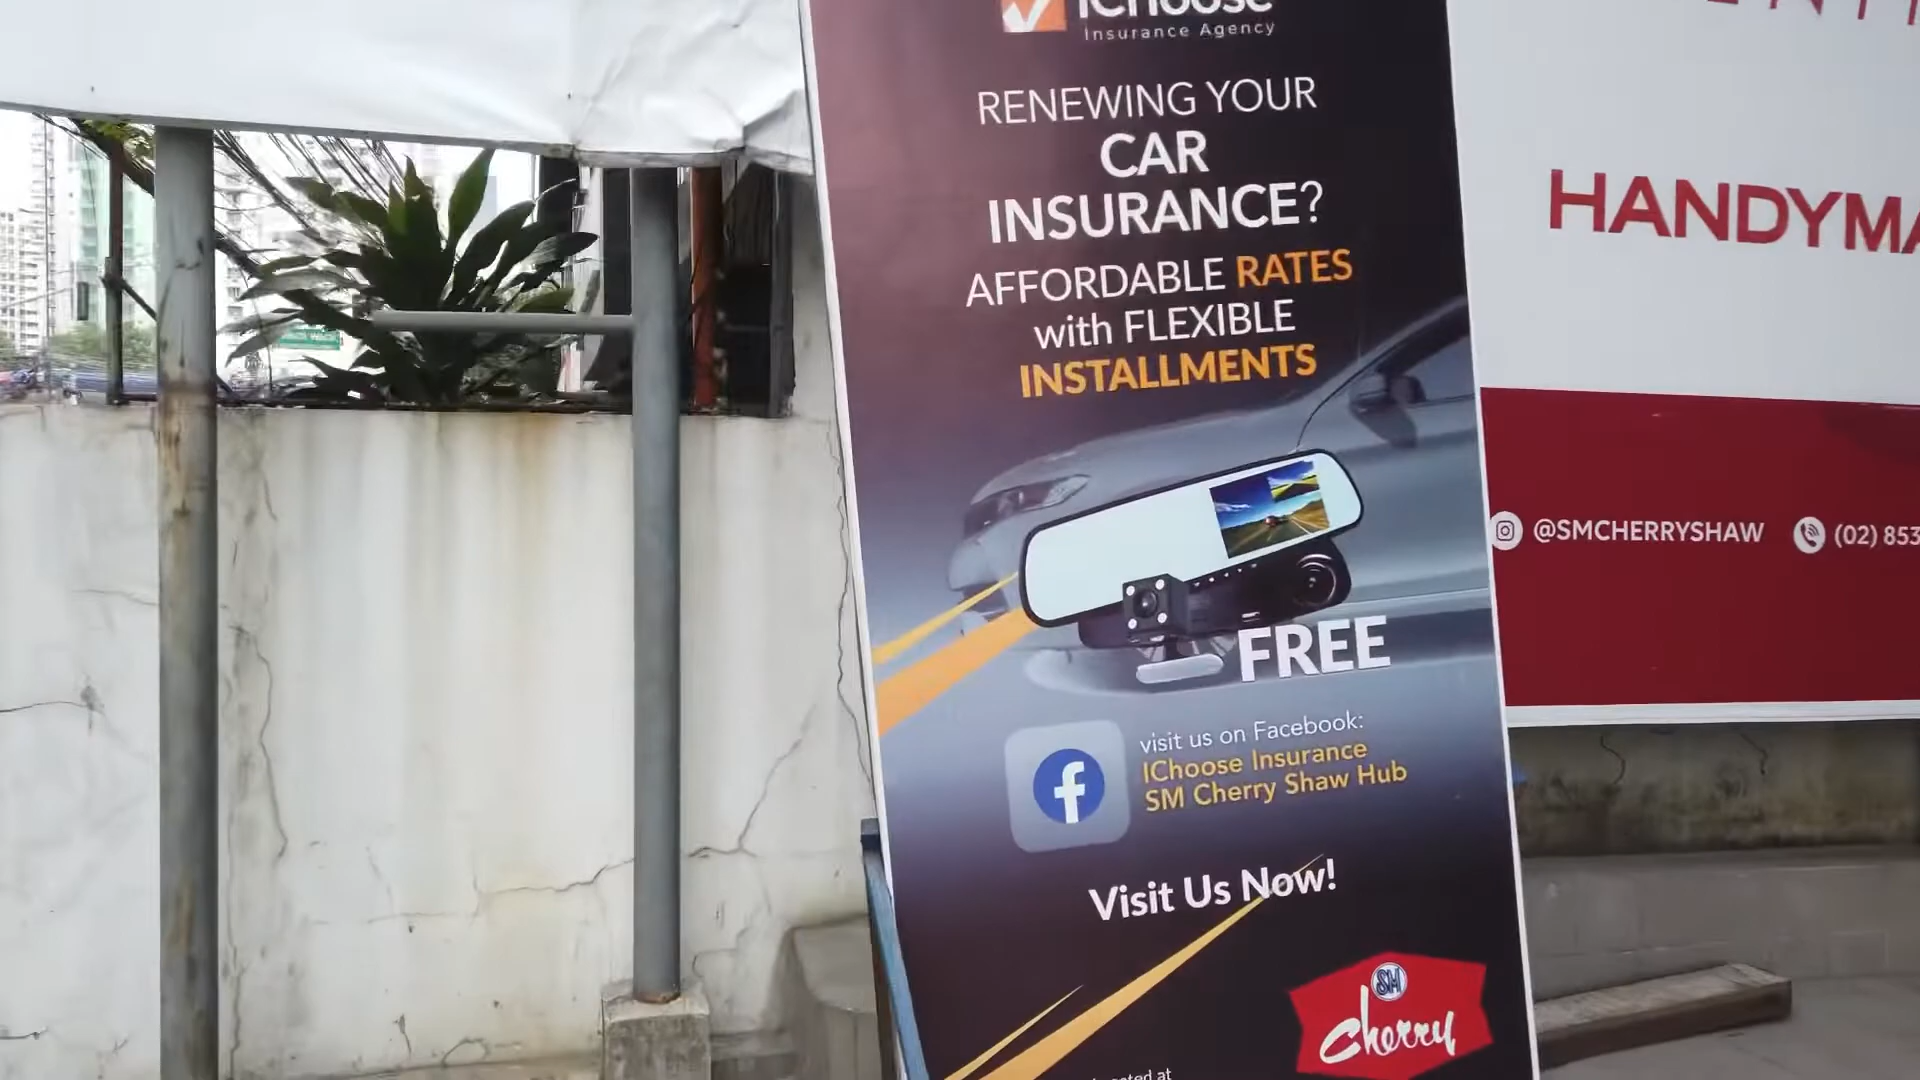 IChoose
Insurance Agency
RENEWING YOUR
CAR
INSURANCE?
AFFORDABLE RATES
with FLEXIBLE
INSTALLMENTS
FREE
visit us on Facebook:
IChoose Insurance
SM Cherry Shaw Hub
Visit Us Now!
SM
cherry
HANDYMA
@SMCHERRYSHAW
(02) 853